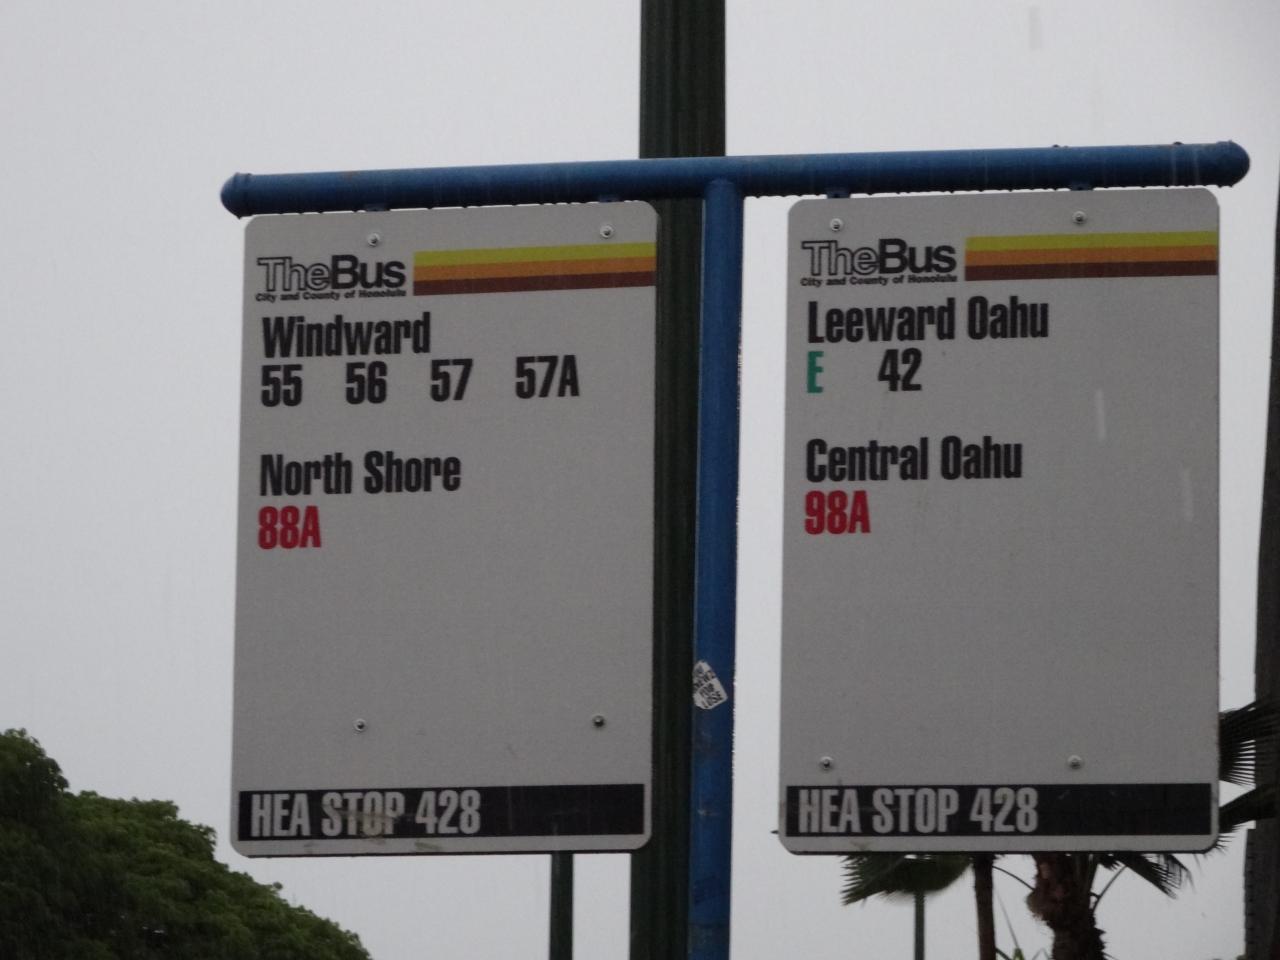 TheBus
City and County of Honolulu
Windward
55 56 57 57A
North Shore
88A
HEA STOP 428
TheBus
City and County of Honolulu
Leeward Oahu
E 42
Central Oahu
98A
HEA STOP 428
LOSE